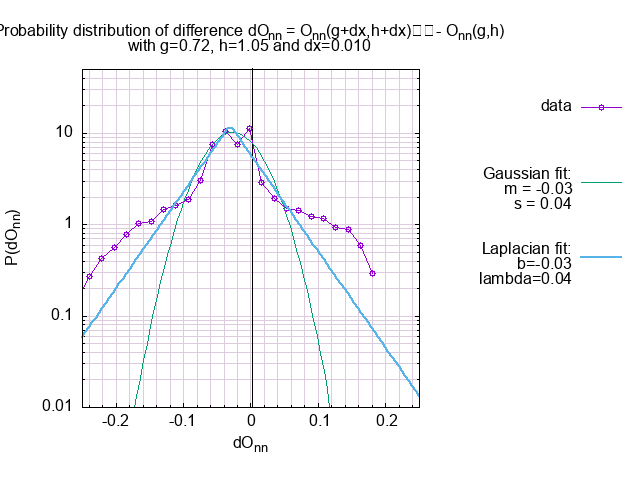 Probability distribution of difference dOnn = Onn(g+dx,h+dx)□□- Onn(g,h)
with g=0.72, h=1.05 and dx=0.010
data
Gaussian fit:
m = -0.03
s = 0.04
Laplacian fit:
b=-0.03
lambda=0.04
P(dOnn)
10
1
0.1
0.01
-0.2
-0.1
0
0.1
0.2
dOnn